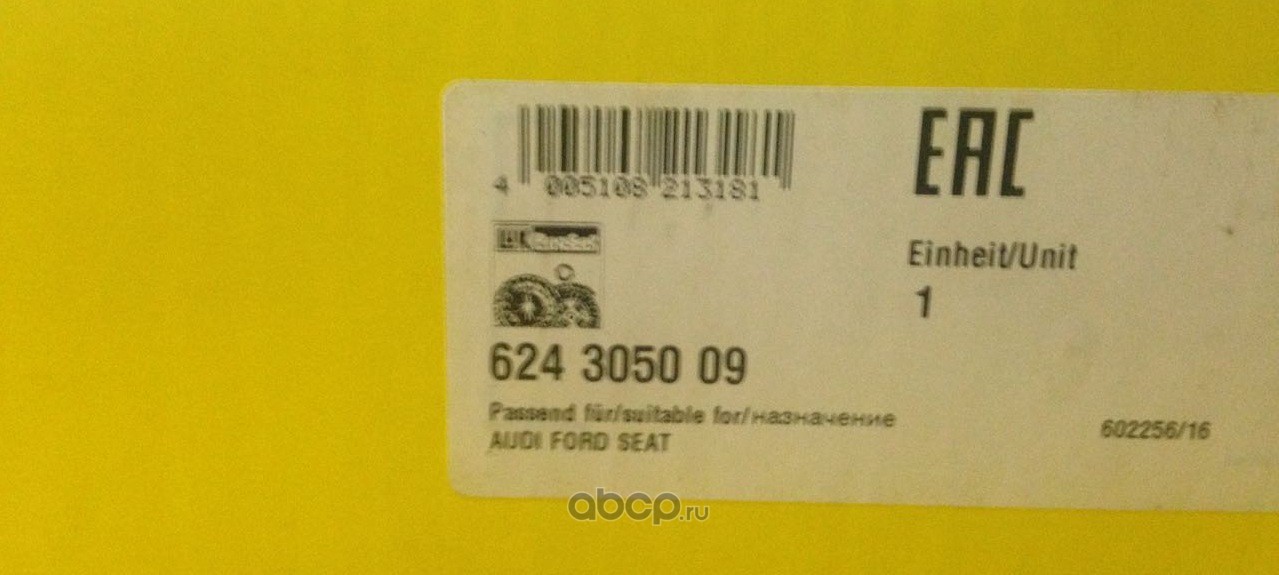 EAC
4 005108 213181
Einheit/Unit
1
LuK
624 3050 09
Passend für/suitable for/назначение
AUDI FORD SEAT
602256/16
abcp.ru